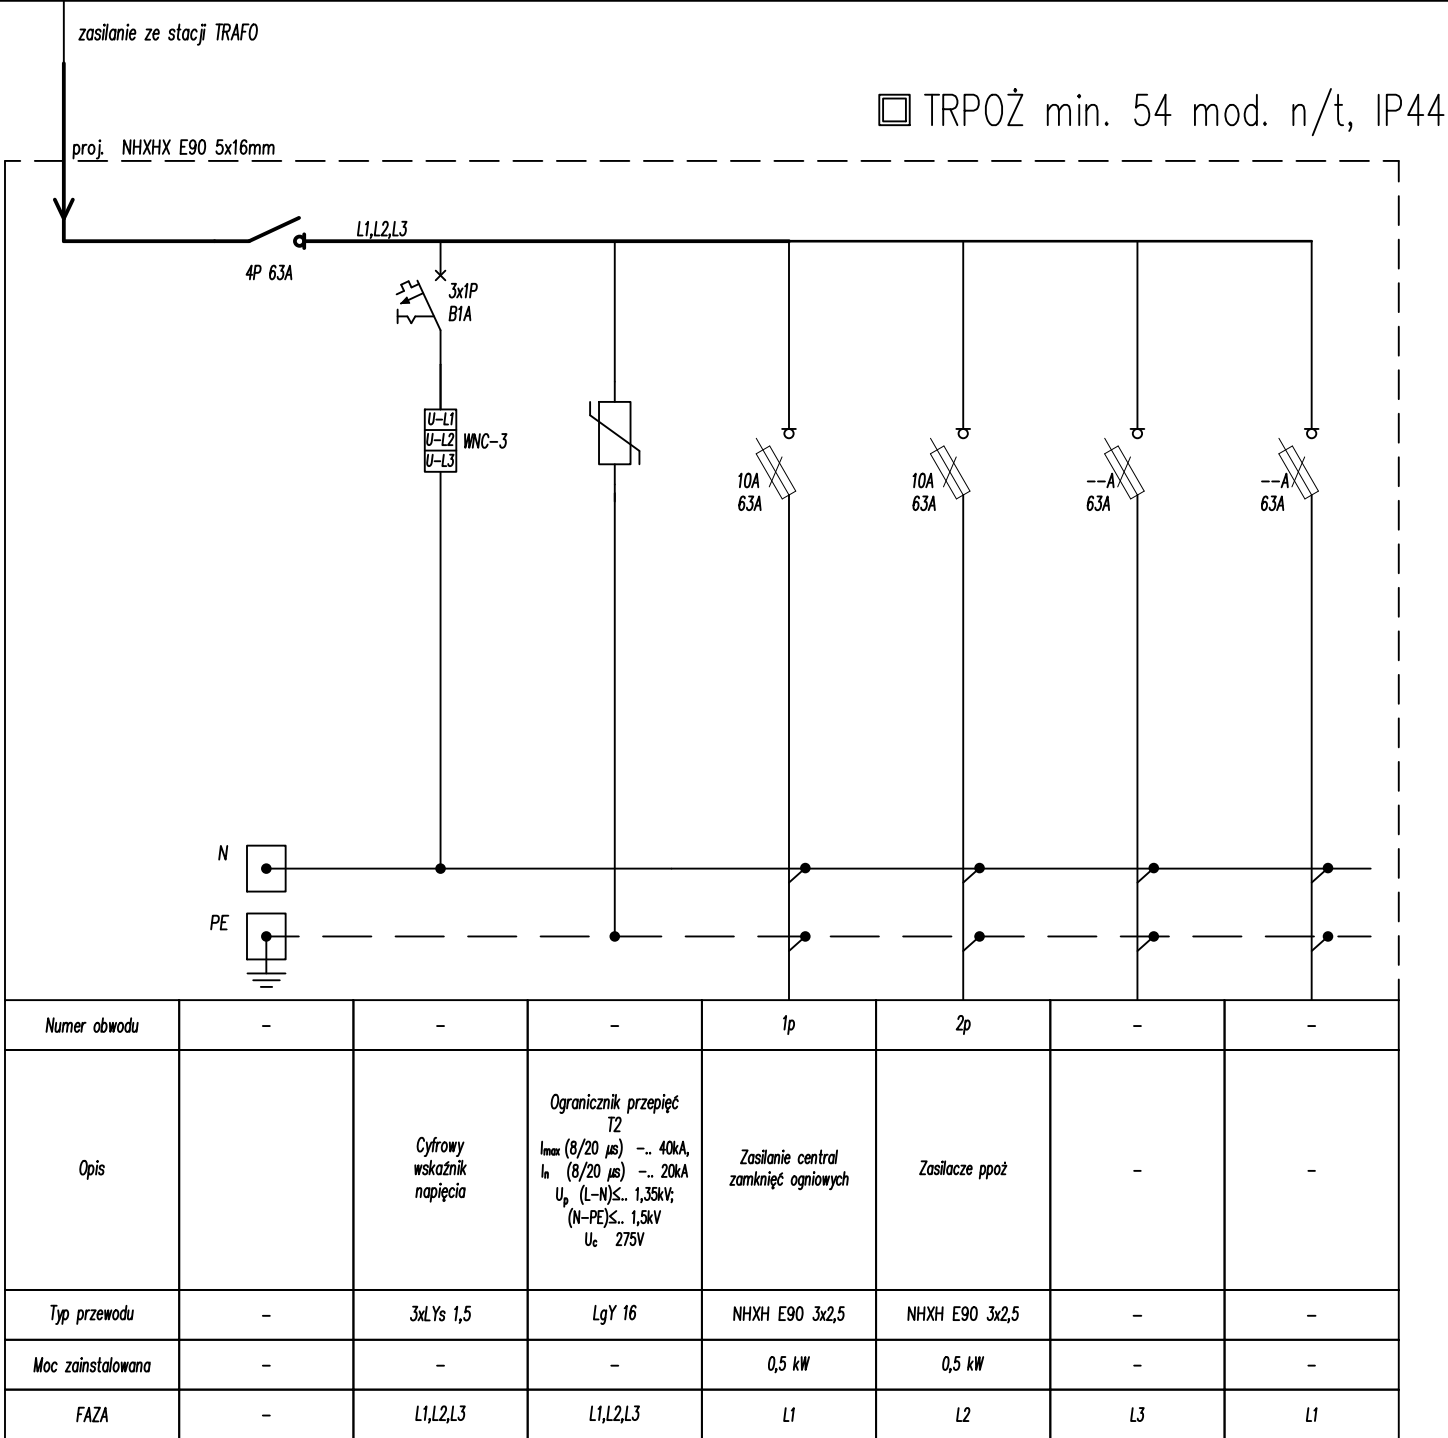 zasilanie ze stacji TRAFO
TRPOŻ min. 54 mod. n/t, IP44
proj. NHXHX E90 5x16mm
L1,L2,L3
4P 63A
3x1P
B1A
U-L1
U-L2
U-L3
WNC-3
10A
63A
10A
63A
--A
63A
--A
63A
N
PE
Numer obwodu - - - 1p 2p - -
Opis
Cyfrowy
wskaźnik
napięcia
Ogranicznik przepięć
T2
Imax (8/20 µs) -.. 40kA,
In (8/20 µs) -.. 20kA
Up (L-N)≤.. 1,35kV;
(N-PE)≤.. 1,5kV
Uc 275V
Zasilanie central
zamknięć ogniowych
Zasilacze ppoż
-
-
Typ przewodu - 3xLYs 1,5 LgY 16 NHXH E90 3x2,5 NHXH E90 3x2,5 - -
Moc zainstalowana - - - 0,5 kW 0,5 kW - -
FAZA - L1,L2,L3 L1,L2,L3 L1 L2 L3 L1